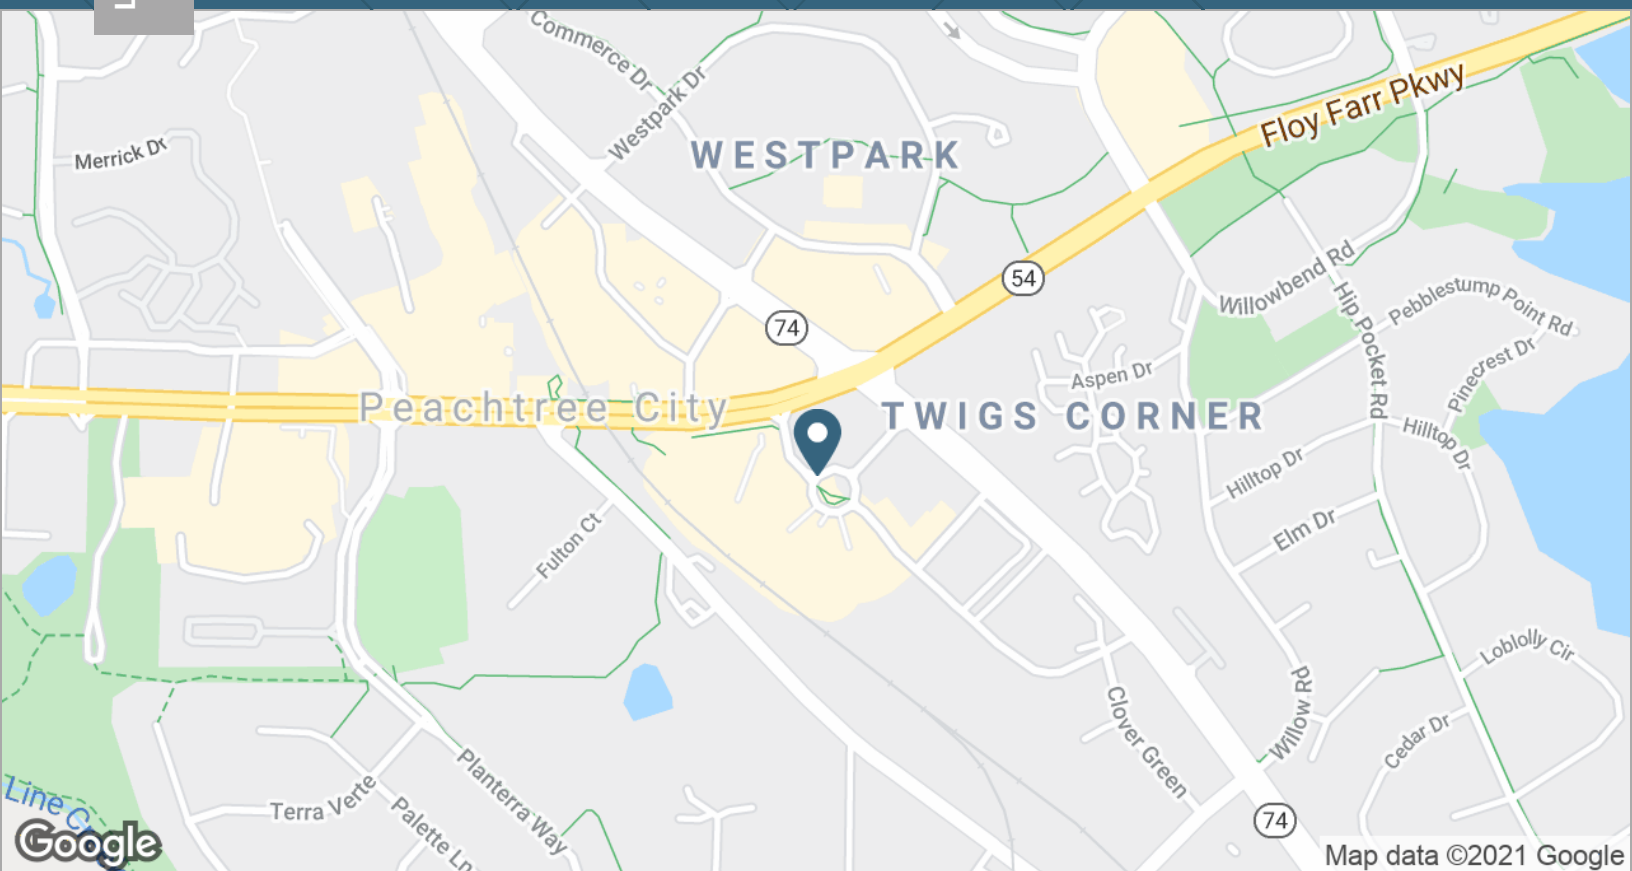 Commerce Dr
Westpark Dr
Floy Farr Pkwy
Merrick Dr
WESTPARK
54
Willowbend Rd
Hip Pocket Rd
Pebblestump Point Rd
74
Pinecrest Dr
Aspen Dr
Peachtree City
TWIGS CORNER
Hilltop Dr
Hilltop Dr
Elm Dr
Fulton Ct
Loblolly Cir
Willow Rd
Clover Green
Cedar Dr
Planterra Way
Terra Verte
Palette Ln
Line
74
Google
Map data ©2021 Google